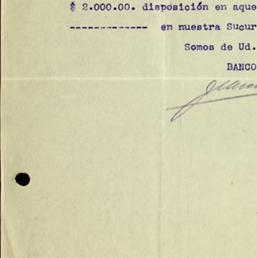 $ 2.000.00. disposición en aque
------------- en nuestra Sucur
Somos de Ud.
BANCO